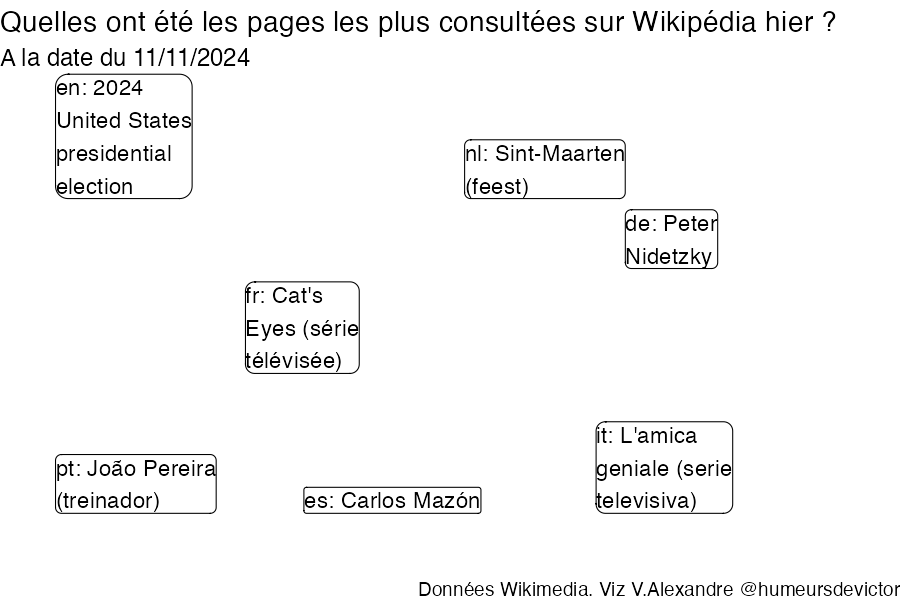 Quelles ont été les pages les plus consultées sur Wikipédia hier ?
A la date du 11/11/2024
en: 2024
United States
presidential
election
nl: Sint-Maarten
(feest)
de: Peter
Nidetzky
fr: Cat's
Eyes (série
télévisée)
it: L'amica
geniale (serie
televisiva)
pt: João Pereira
(treinador)
es: Carlos Mazón
Données Wikimedia. Viz V.Alexandre @humeursdevictor